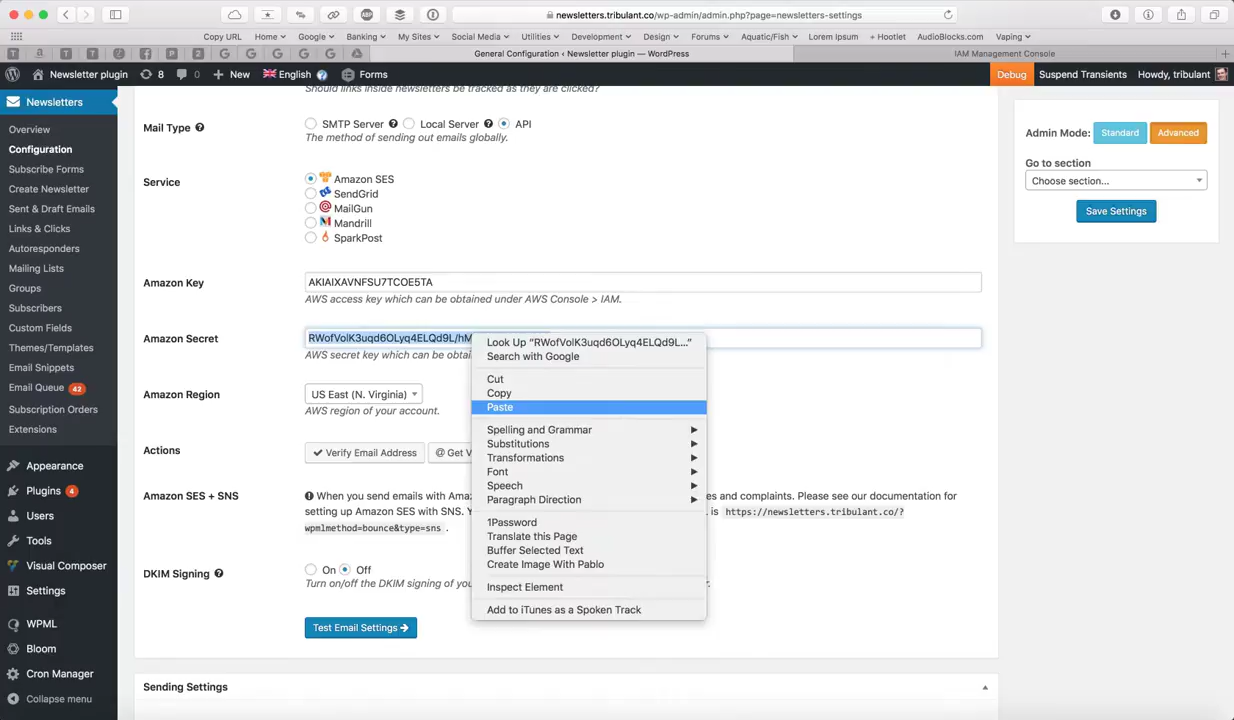 newsletters.tribulant.co/wp-admin/admin.php?page=newsletters-settings
Copy URL Home Google Banking My Sites Social Media Utilities Development Design Forums Aquatic/Fish Lorem Ipsum + Hootlet AudioBlocks.com Vaping
General Configuration ‹ Newsletter plugin — WordPress
IAM Management Console
Newsletter plugin 8 0 + New English Forms Debug Suspend Transients Howdy, tribulant
Newsletters
Overview
Configuration
Subscribe Forms
Create Newsletter
Sent & Draft Emails
Links & Clicks
Autoresponders
Mailing Lists
Groups
Subscribers
Custom Fields
Themes/Templates
Email Snippets
Email Queue 42
Subscription Orders
Extensions
Appearance
Plugins 4
Users
Tools
Visual Composer
Settings
WPML
Bloom
Cron Manager
Collapse menu
Should links inside newsletters be tracked as they are clicked?
Mail Type
SMTP Server Local Server API
The method of sending out emails globally.
Service
Amazon SES
SendGrid
MailGun
Mandrill
SparkPost
Amazon Key
AKIAIXAVNFSU7TCOE5TA
AWS access key which can be obtained under AWS Console > IAM.
Amazon Secret
RWofVolK3uqd6OLyq4ELQd9L/hM
AWS secret key which can be obtai
Amazon Region
US East (N. Virginia)
AWS region of your account.
Actions
Verify Email Address
@ Get V
Amazon SES + SNS
When you send emails with Amaz es and complaints. Please see our documentation for
setting up Amazon SES with SNS. Y L is https://newsletters.tribulant.co/?
wpmlmethod=bounce&type=sns .
DKIM Signing
On Off
Turn on/off the DKIM signing of you
Test Email Settings
Sending Settings
Look Up “RWofVolK3uqd6OLyq4ELQd9L...”
Search with Google
Cut
Copy
Paste
Spelling and Grammar
Substitutions
Transformations
Font
Speech
Paragraph Direction
1Password
Translate this Page
Buffer Selected Text
Create Image With Pablo
Inspect Element
Add to iTunes as a Spoken Track
Admin Mode: Standard Advanced
Go to section
Choose section...
Save Settings